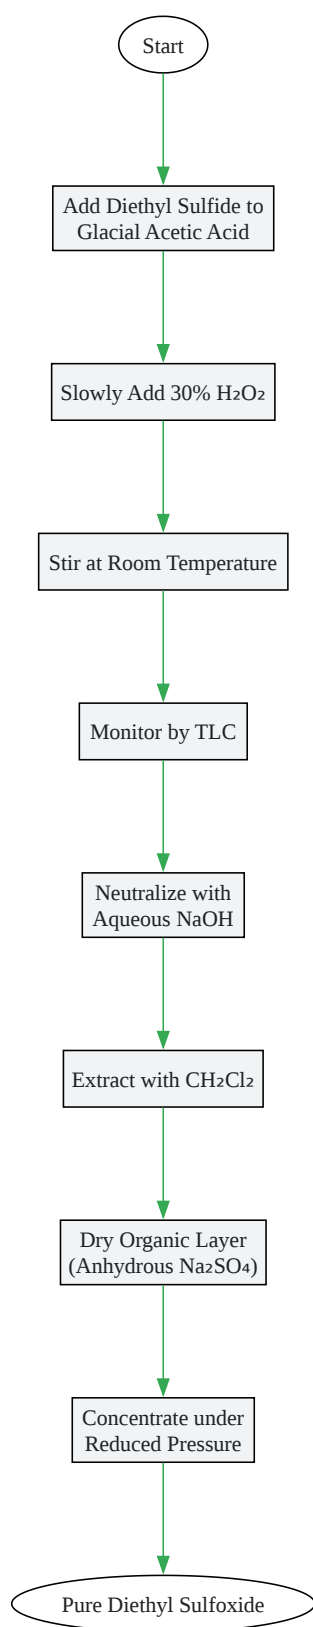 Start
Add Diethyl Sulfide to
Glacial Acetic Acid
Slowly Add 30% H₂O₂
Stir at Room Temperature
Monitor by TLC
Neutralize with
Aqueous NaOH
Extract with CH₂Cl₂
Dry Organic Layer
(Anhydrous Na₂SO₄)
Concentrate under
Reduced Pressure
Pure Diethyl Sulfoxide